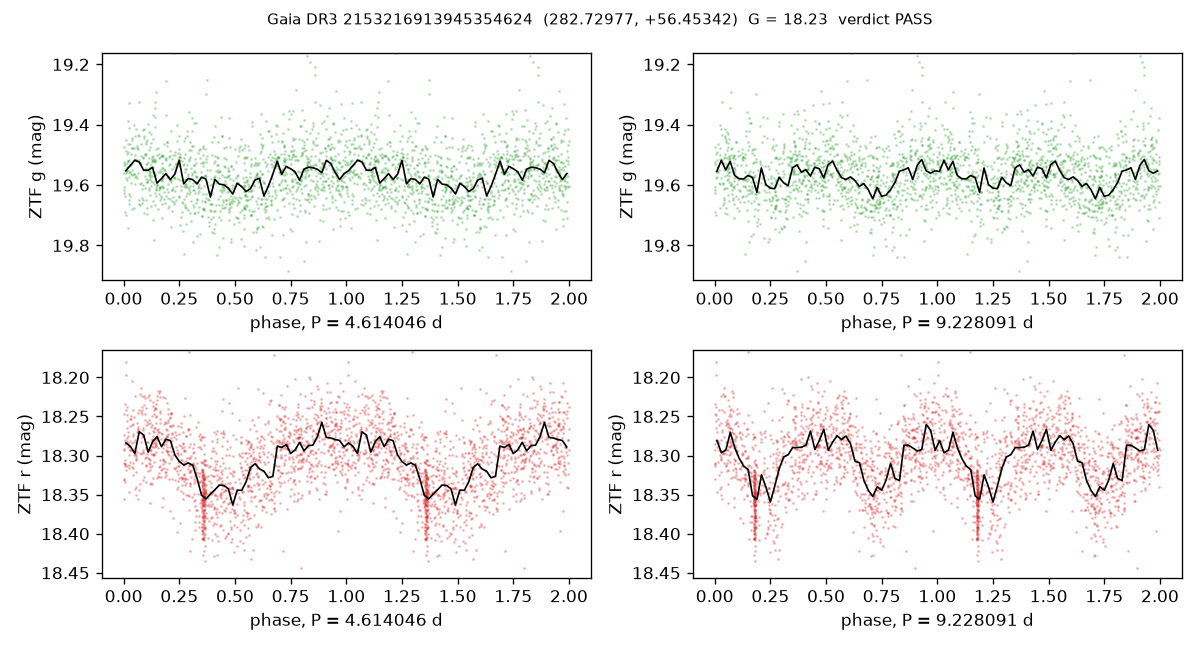 Gaia DR3 2153216913945354624  (282.72977, +56.45342)  G = 18.23  verdict PASS
ZTF g (mag)
19.2
19.4
19.6
19.8
0.00 0.25 0.50 0.75 1.00 1.25 1.50 1.75 2.00
phase, P = 4.614046 d
ZTF g (mag)
19.2
19.4
19.6
19.8
0.00 0.25 0.50 0.75 1.00 1.25 1.50 1.75 2.00
phase, P = 9.228091 d
ZTF r (mag)
18.20
18.25
18.30
18.35
18.40
18.45
0.00 0.25 0.50 0.75 1.00 1.25 1.50 1.75 2.00
phase, P = 4.614046 d
ZTF r (mag)
18.20
18.25
18.30
18.35
18.40
18.45
0.00 0.25 0.50 0.75 1.00 1.25 1.50 1.75 2.00
phase, P = 9.228091 d